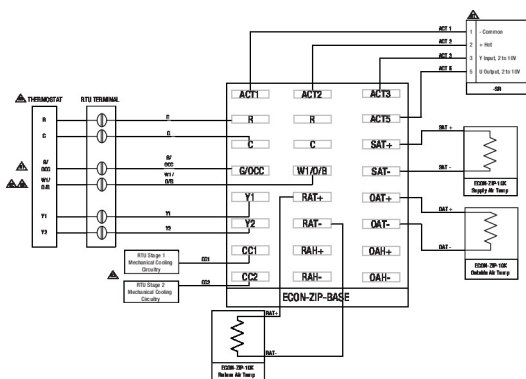 ACT 1
ACT 2
ACT 3
ACT 5
1 - Common
2 + Hot
3 Y Input, 2 to 10V
5 U Output, 2 to 10V
-SR
THERMOSTAT
RTU TERMINAL
R
C
G/
OCC
W1/
O/B
Y1
Y2
R
G/
OCC
W1/
O/B
Y1
Y2
ACT1 ACT2 ACT3
R R ACT5
C C SAT+
G/OCC W1/O/B SAT-
Y1 RAT+ OAT+
Y2 RAT- OAT-
CC1 RAH+ OAH+
CC2 RAH- OAH-
ECON-ZIP-BASE
SAT +
SAT -
ECON-ZIP-10K
Supply Air Temp
OAT +
OAT -
ECON-ZIP-10K
Outside Air Temp
RTU Stage 1
Mechanical Cooling
Circuitry
CC1
RTU Stage 2
Mechanical Cooling
Circuitry
CC2
RAT+
RAT-
ECON-ZIP-10K
Return Air Temp